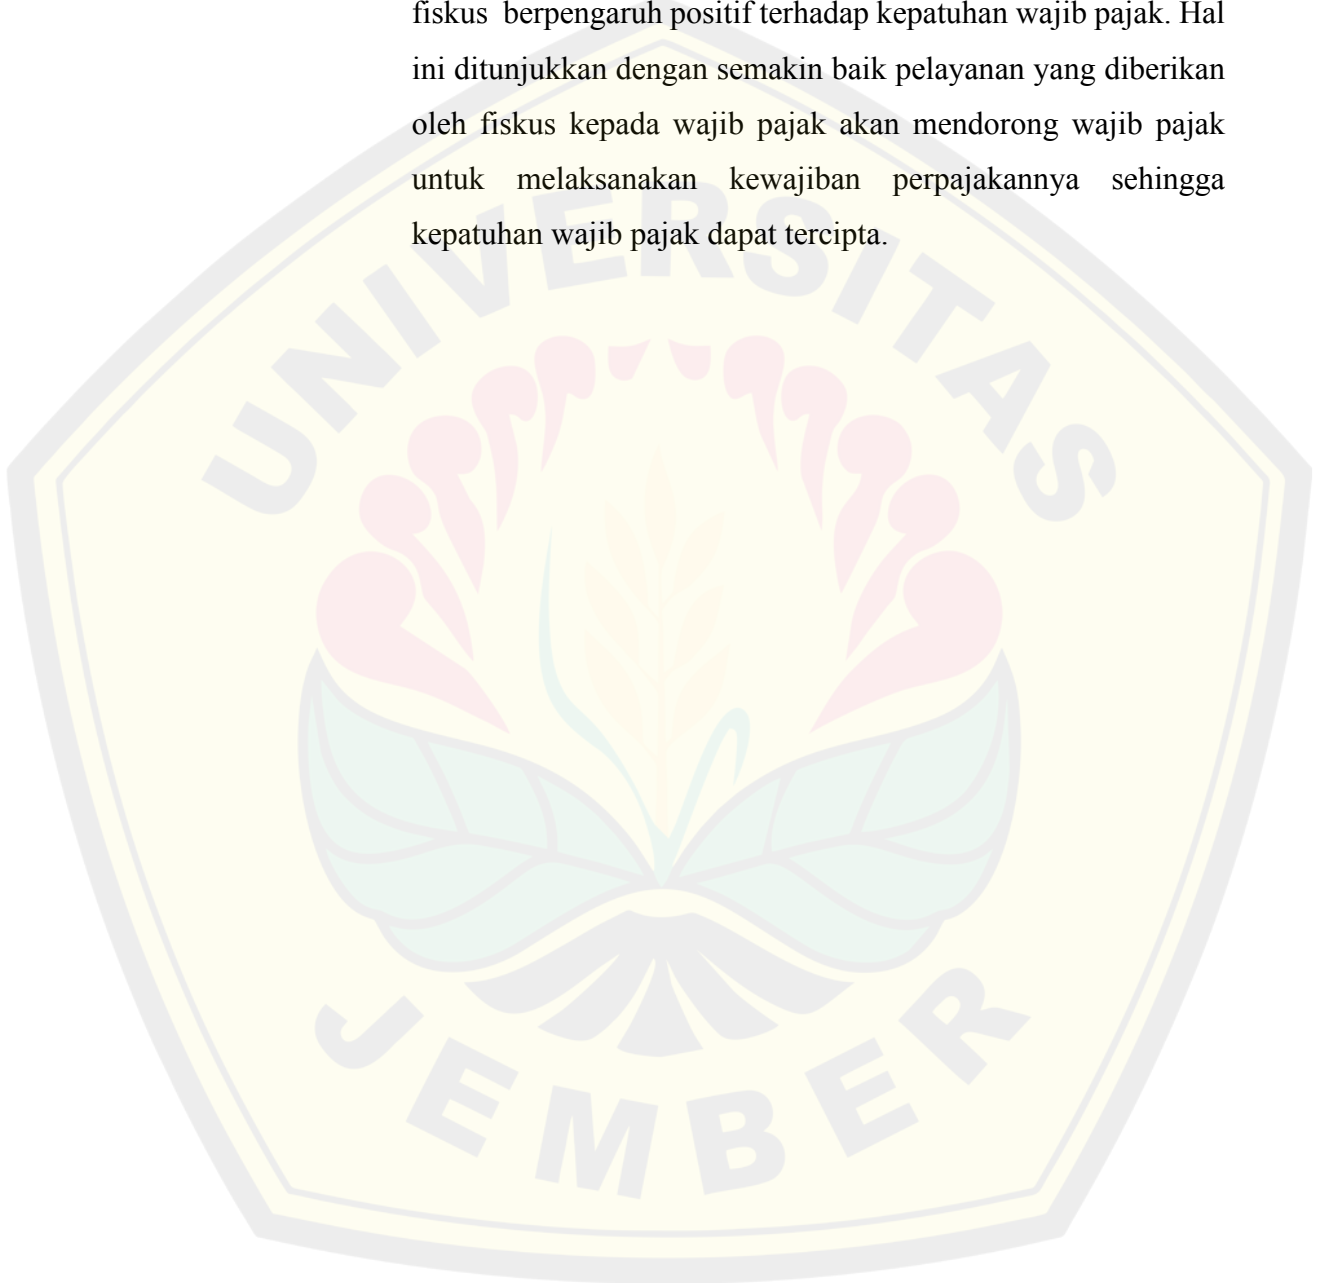 fiskus berpengaruh positif terhadap kepatuhan wajib pajak. Hal
ini ditunjukkan dengan semakin baik pelayanan yang diberikan
oleh fiskus kepada wajib pajak akan mendorong wajib pajak
untuk melaksanakan kewajiban perpajakannya sehingga
kepatuhan wajib pajak dapat tercipta.
UNIVERSITAS
JEMBER